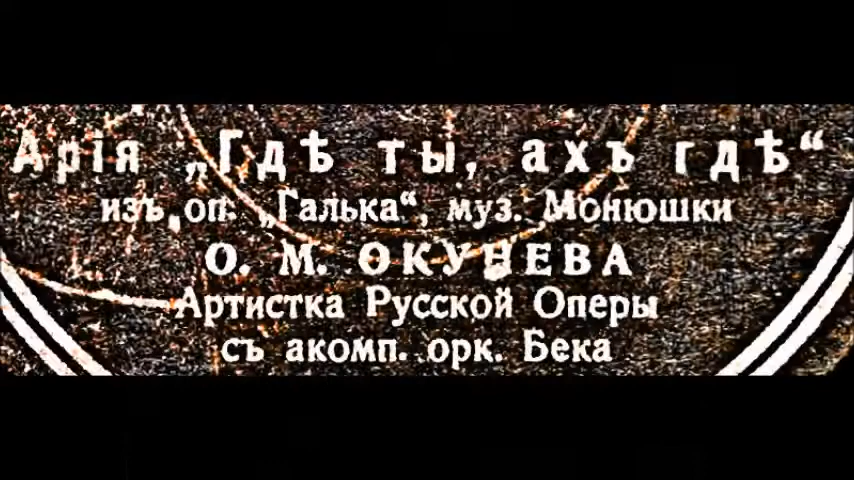 Арія „Гдѣ ты, ахъ гдѣ“
изъ оп. „Галька“, муз. Монюшки
О. М. ОКУНЕВА
Артистка Русской Оперы
съ акомп. орк. Бека